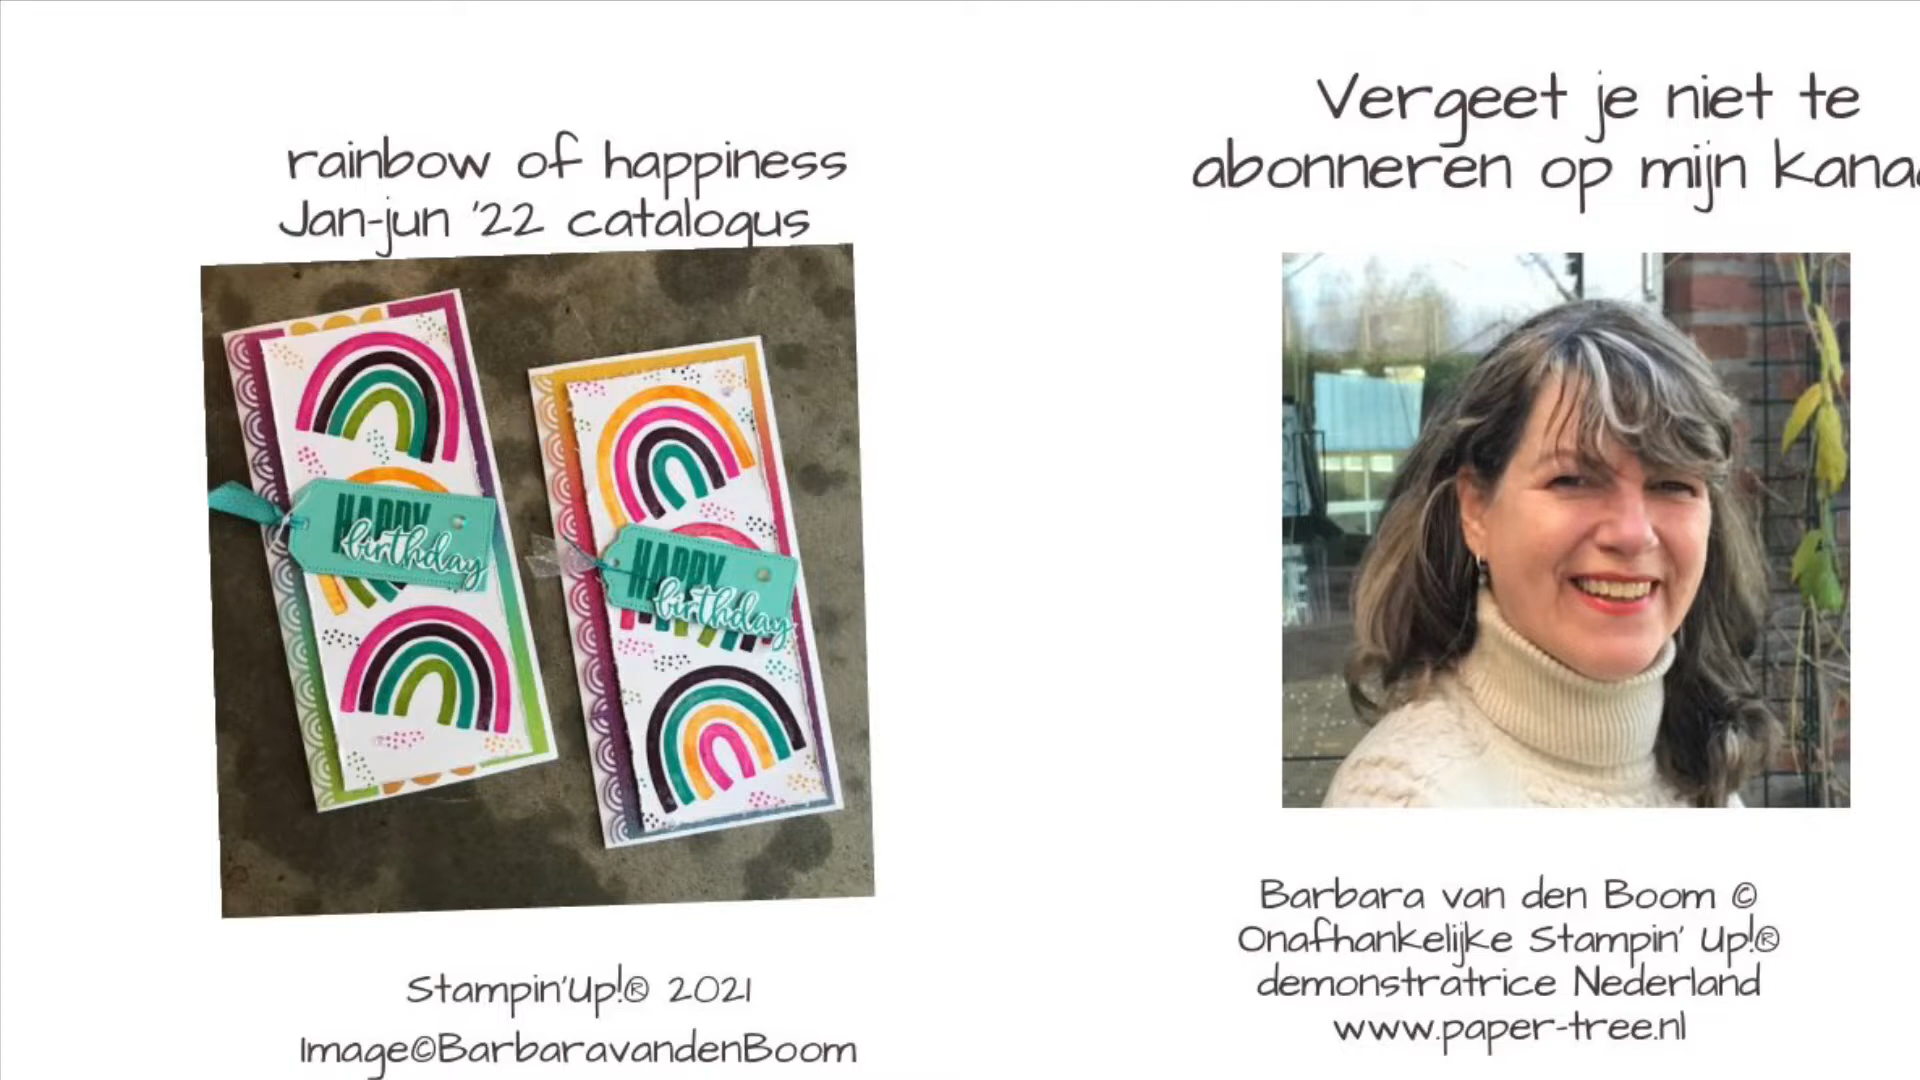 rainbow of happiness
Jan-jun '22 catalogus
HAPPY
birthday
HAPPY
birthday
Stampin'Up!® 2021
Image©BarbaravandenBoom
Vergeet je niet te
abonneren op mijn kana
Barbara van den Boom ©
Onafhankelijke Stampin' Up!®
demonstratrice Nederland
www.paper-tree.nl